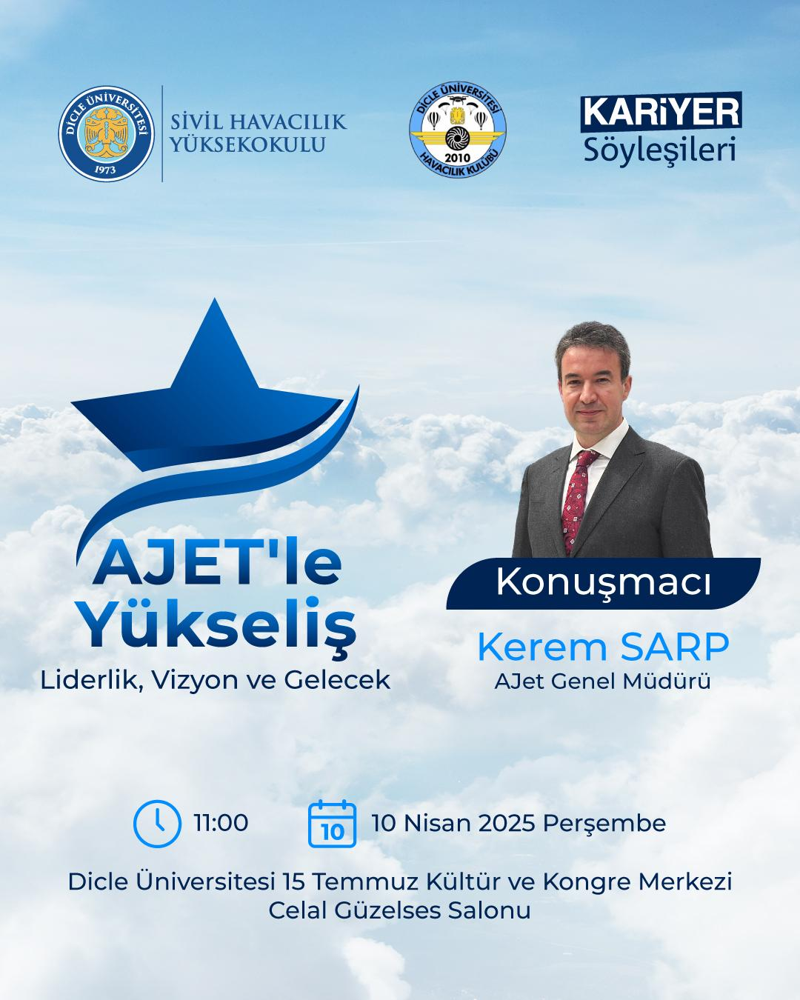 DİCLE ÜNİVERSİTESİ
1973
SİVİL HAVACILIK
YÜKSEKOKULU
DİCLE ÜNİVERSİTESİ
2010
HAVACILIK KULÜBÜ
KARİYER
Söyleşileri
AJET'le
Yükseliş
Liderlik, Vizyon ve Gelecek
Konuşmacı
Kerem SARP
AJet Genel Müdürü
11:00
10
10 Nisan 2025 Perşembe
Dicle Üniversitesi 15 Temmuz Kültür ve Kongre Merkezi
Celal Güzelses Salonu